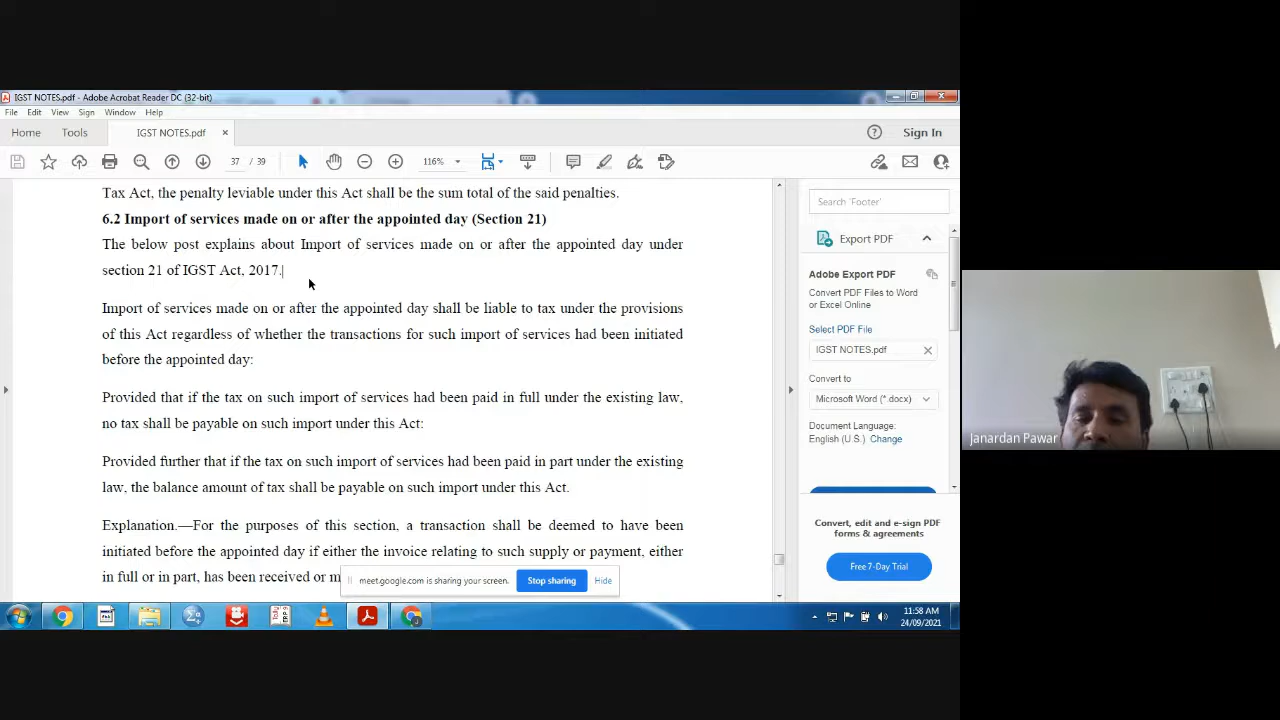 IGST NOTES.pdf - Adobe Acrobat Reader DC (32-bit)
File Edit View Sign Window Help
Home Tools IGST NOTES.pdf × Sign In
37 / 39 116%
Tax Act, the penalty leviable under this Act shall be the sum total of the said penalties.
6.2 Import of services made on or after the appointed day (Section 21)
The below post explains about Import of services made on or after the appointed day under
section 21 of IGST Act, 2017.
Import of services made on or after the appointed day shall be liable to tax under the provisions
of this Act regardless of whether the transactions for such import of services had been initiated
before the appointed day:
Provided that if the tax on such import of services had been paid in full under the existing law,
no tax shall be payable on such import under this Act:
Provided further that if the tax on such import of services had been paid in part under the existing
law, the balance amount of tax shall be payable on such import under this Act.
Explanation.—For the purposes of this section, a transaction shall be deemed to have been
initiated before the appointed day if either the invoice relating to such supply or payment, either
in full or in part, has been received or m
meet.google.com is sharing your screen. Stop sharing Hide
Search 'Footer'
Export PDF
Adobe Export PDF
Convert PDF Files to Word
or Excel Online
Select PDF File
IGST NOTES.pdf
Convert to
Microsoft Word (*.docx)
Document Language:
English (U.S.) Change
Convert, edit and e-sign PDF
forms & agreements
Free 7-Day Trial
11:58 AM
24/09/2021
Janardan Pawar